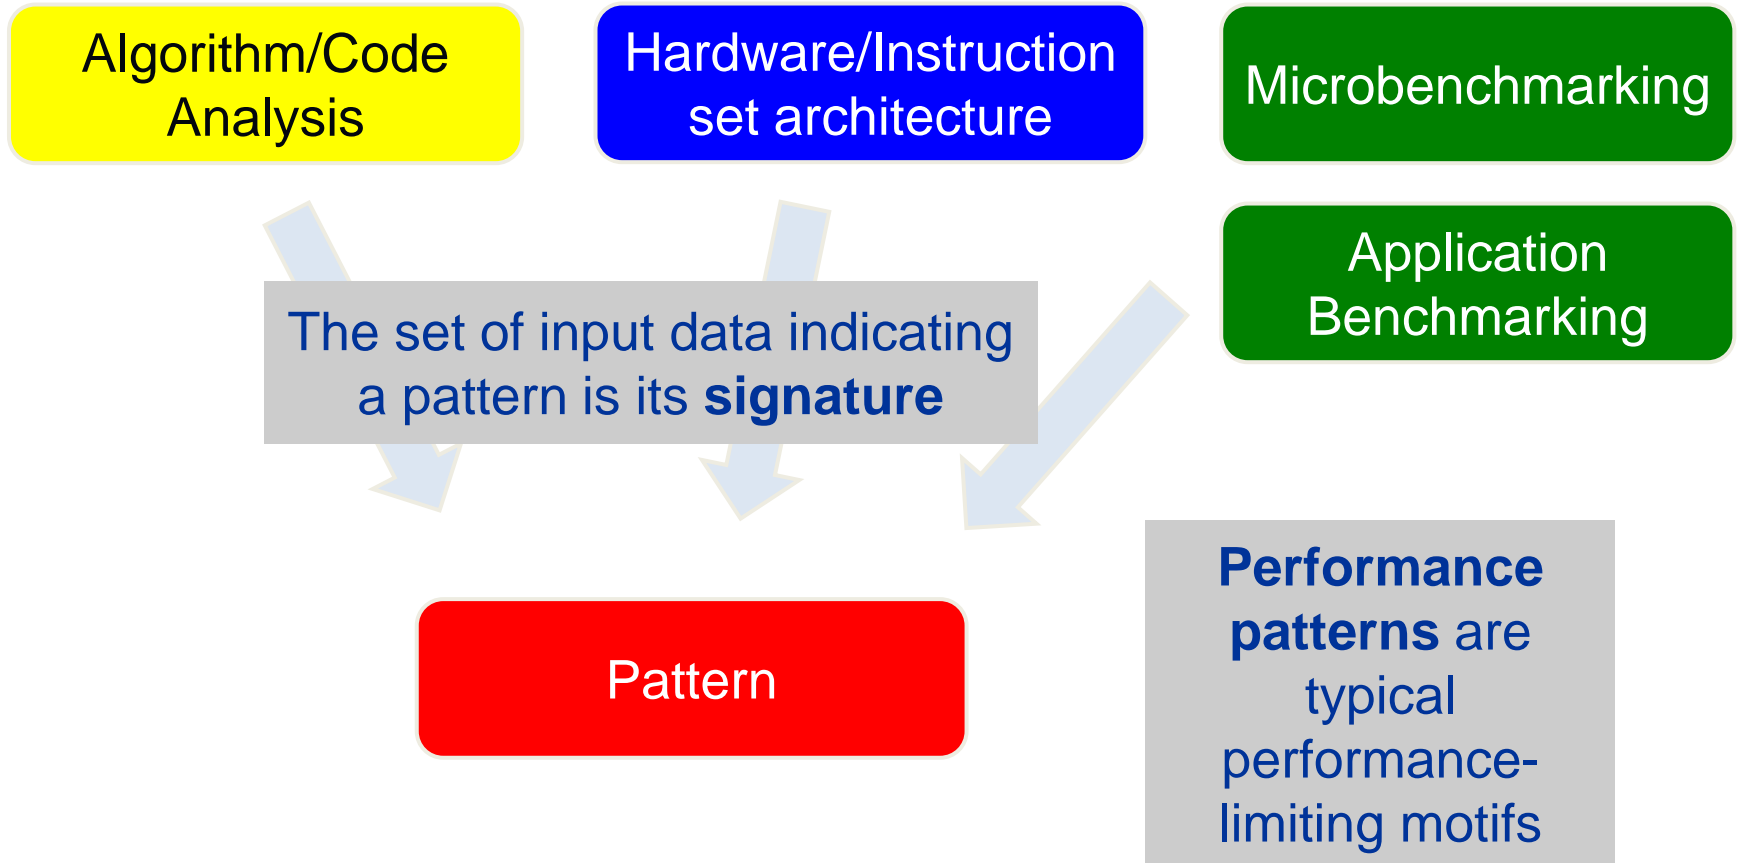 Algorithm/Code
Analysis
Hardware/Instruction
set architecture
Microbenchmarking
Application
Benchmarking
The set of input data indicating
a pattern is its signature
Pattern
Performance
patterns are
typical
performance-
limiting motifs